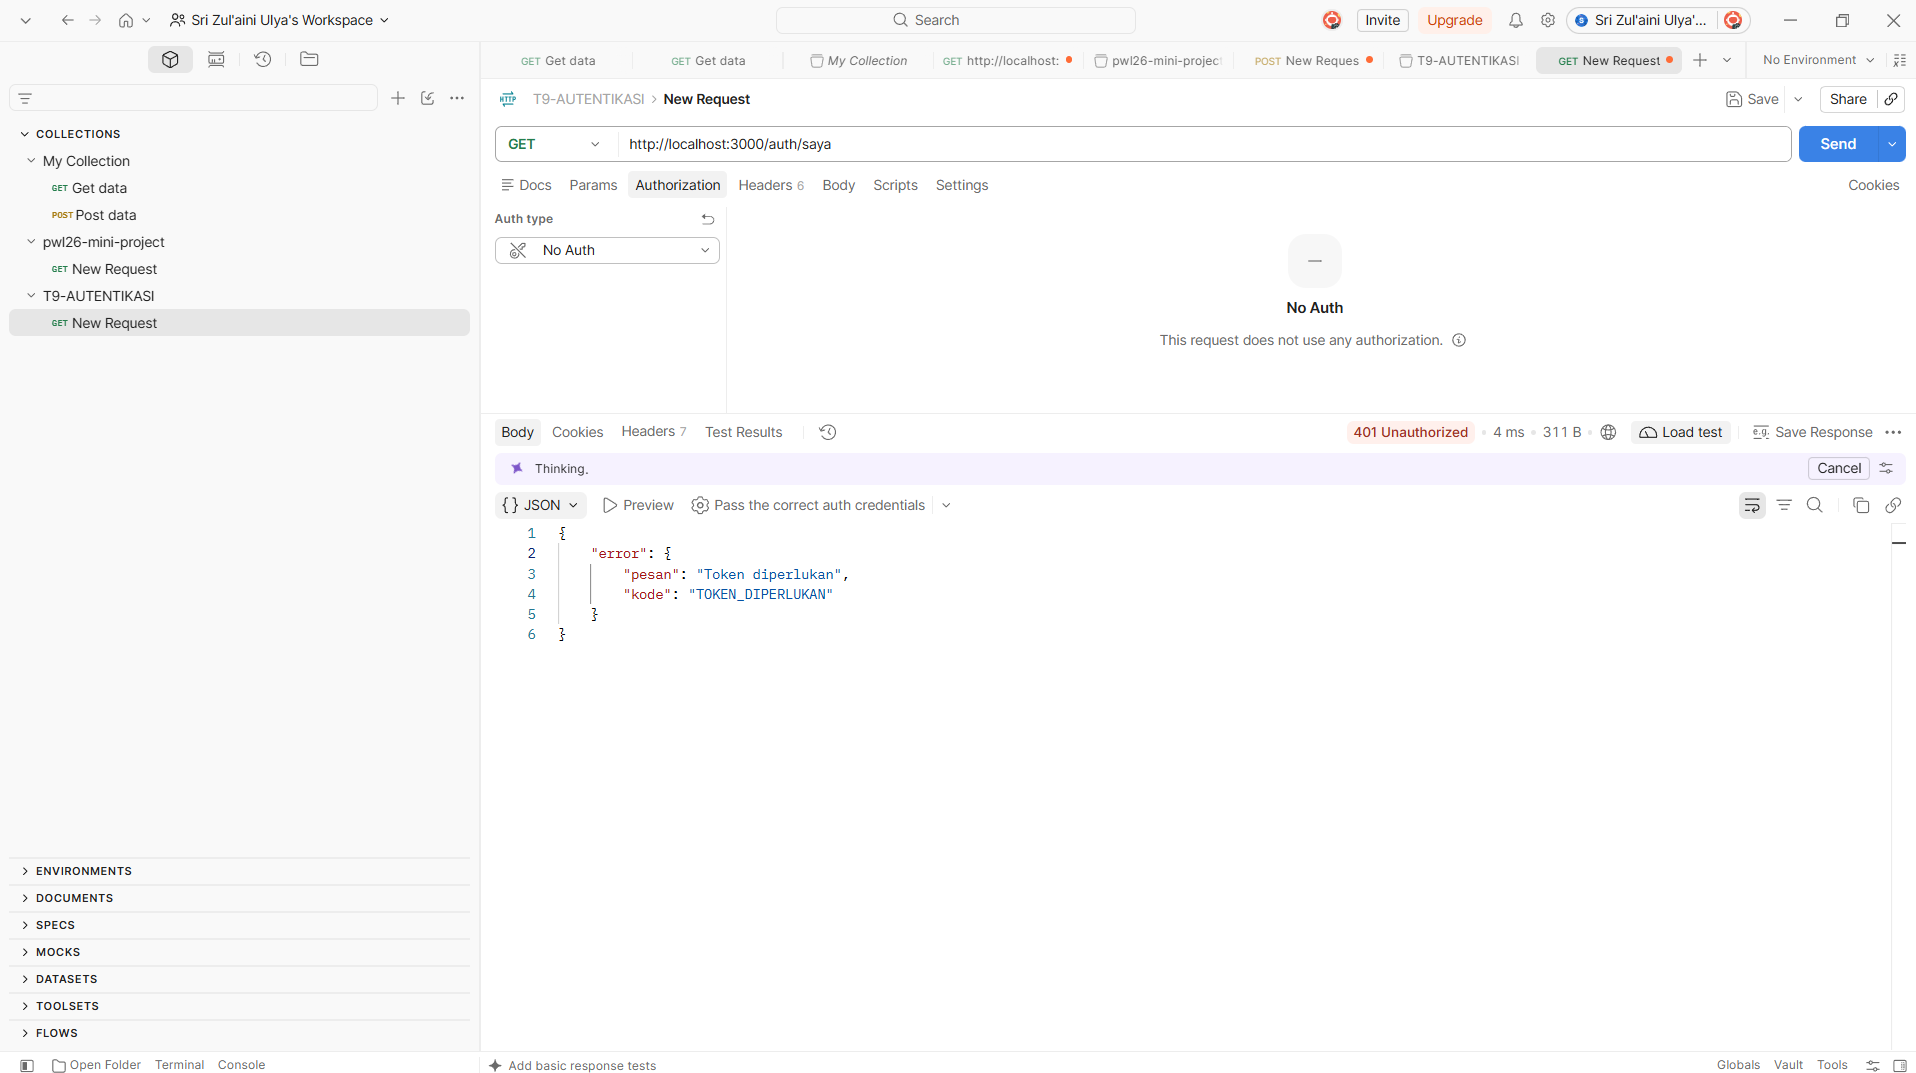 Sri Zul'aini Ulya's Workspace
Search
Invite
Upgrade
S
Sri Zul'aini Ulya'...
GET Get data
GET Get data
My Collection
GET http://localhost:
pwl26-mini-project
POST New Reques
T9-AUTENTIKASI
GET New Request
No Environment
HTTP T9-AUTENTIKASI > New Request
Save
Share
COLLECTIONS
My Collection
GET Get data
POST Post data
pwl26-mini-project
GET New Request
T9-AUTENTIKASI
GET New Request
ENVIRONMENTS
DOCUMENTS
SPECS
MOCKS
DATASETS
TOOLSETS
FLOWS
GET
http://localhost:3000/auth/saya
Send
Docs
Params
Authorization
Headers 6
Body
Scripts
Settings
Cookies
Auth type
No Auth
No Auth
This request does not use any authorization.
Body
Cookies
Headers 7
Test Results
401 Unauthorized
4 ms
311 B
Load test
e.g. Save Response
Thinking.
Cancel
{} JSON
Preview
Pass the correct auth credentials
1 {
2 "error": {
3 "pesan": "Token diperlukan",
4 "kode": "TOKEN_DIPERLUKAN"
5 }
6 }
Open Folder
Terminal
Console
Add basic response tests
Globals
Vault
Tools